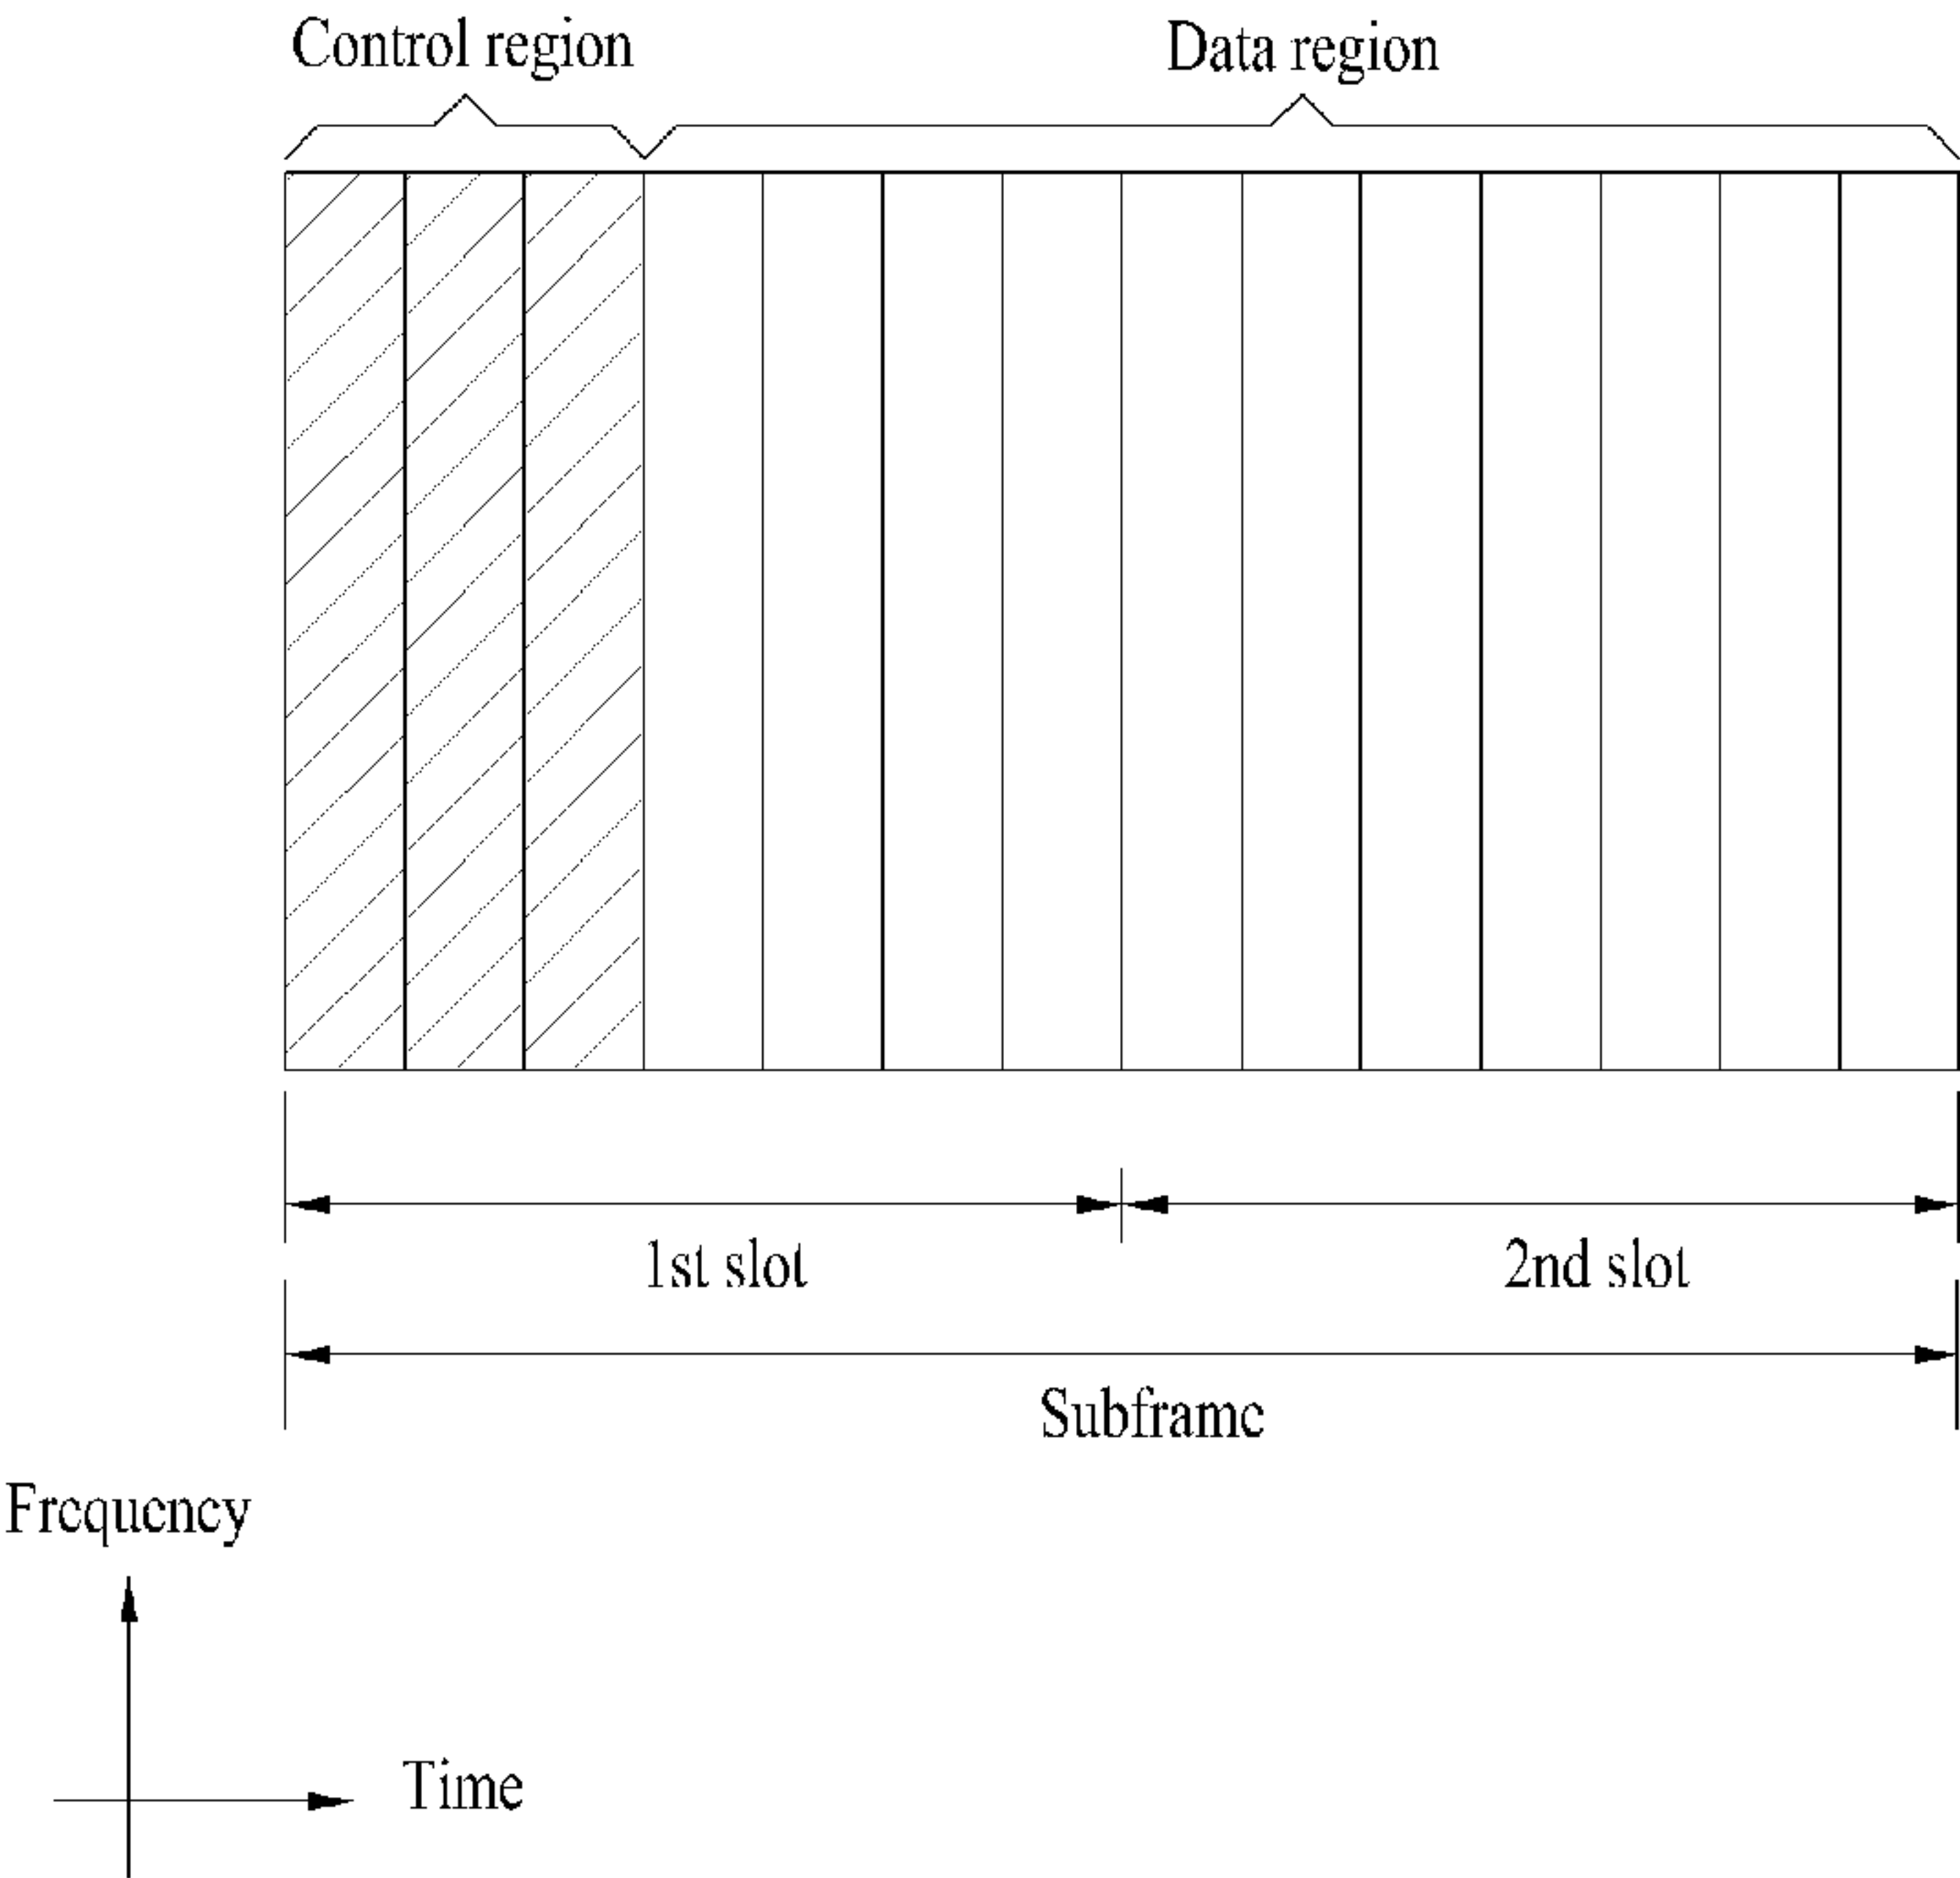 Control region
Data region
1st slot
2nd slot
Subframe
Frequency
Time